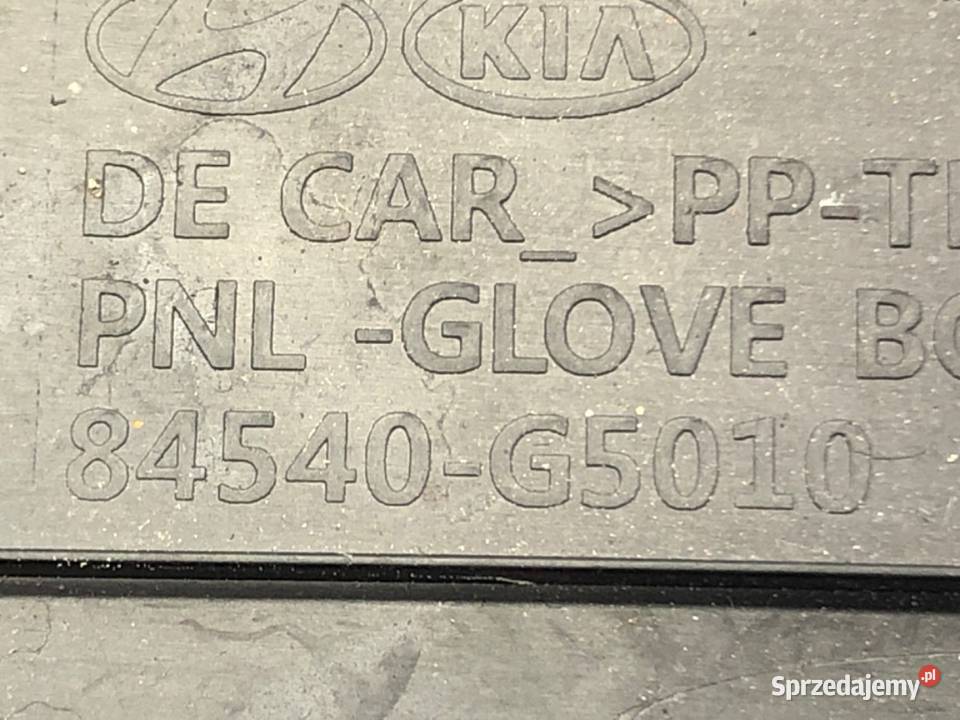 KIA
DE CAR_ >PP-T
PNL -GLOVE
84540-G5010
Sprzedajemy.pl